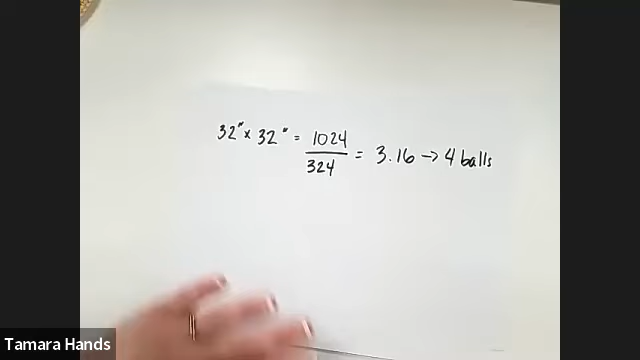 32" x 32" = 1024
324 = 3.16 → 4 balls
Tamara Hands